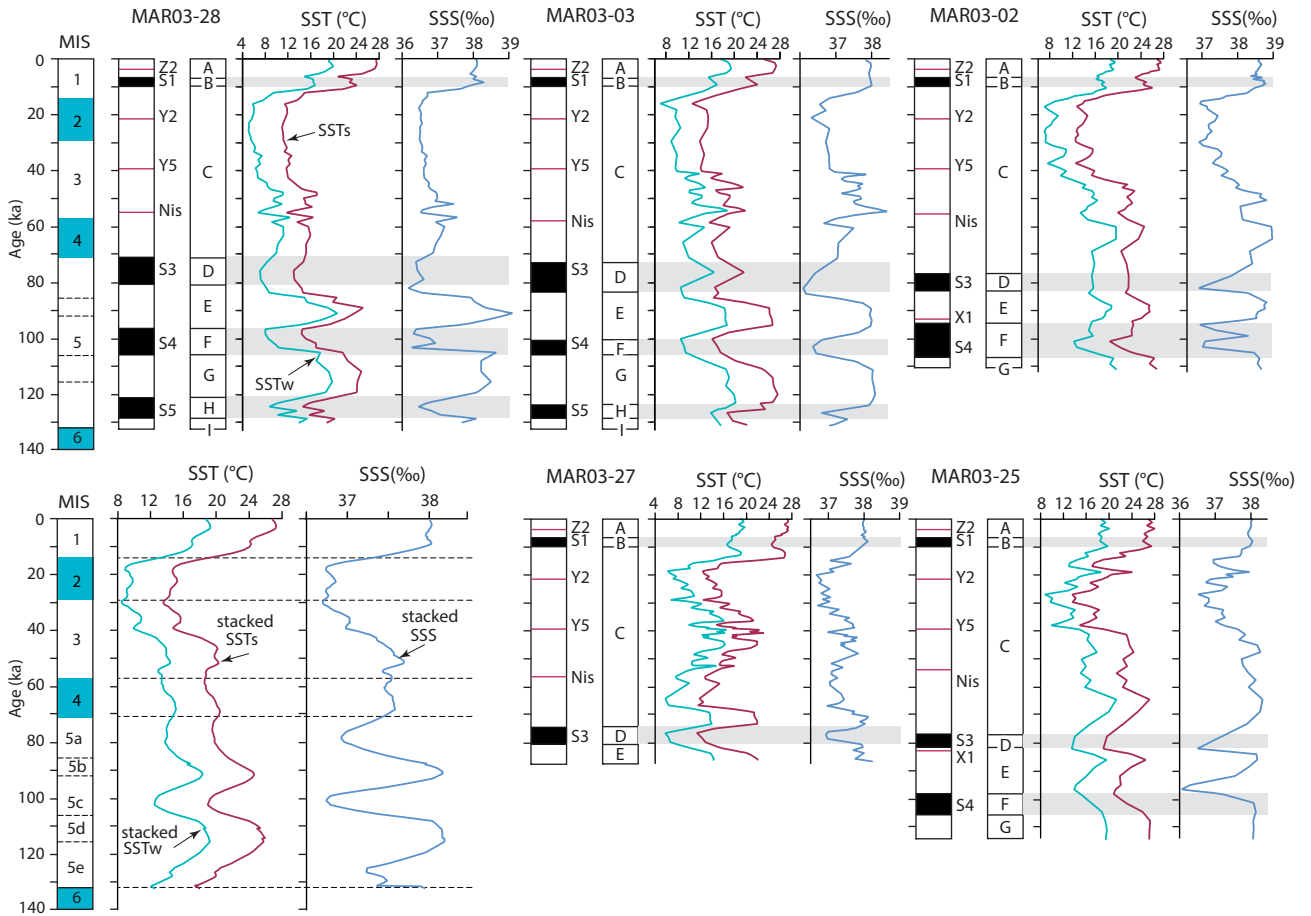 MAR03-28 SST (°C) SSS(‰) MAR03-03 SST (°C) SSS(‰) MAR03-02 SST (°C) SSS(‰)
MIS
4 8 12 16 20 24 28 36 37 38 39
4 8 12 16 20 24 28 37 38
8 12 16 20 24 28 37 38 39
Age (ka)
0
20
40
60
80
100
120
140
1
2
3
4
5
6
Z2
S1
Y2
Y5
Nis
S3
S4
S5
A
B
C
D
E
F
G
H
I
SSTs
SSTw
Z2
S1
Y2
Y5
Nis
S3
S4
S5
A
B
C
D
E
F
G
H
I
Z2
S1
Y2
Y5
Nis
S3
X1
S4
A
B
C
D
E
F
G
SST (°C) SSS(‰) MAR03-27 SST (°C) SSS(‰) MAR03-25 SST (°C) SSS(‰)
MIS
8 12 16 20 24 28 37 38
4 8 12 16 20 24 28 37 38 39
8 12 16 20 24 28 36 37 38
Age (ka)
0
20
40
60
80
100
120
140
1
2
3
4
5a
5b
5c
5d
5e
6
stacked
SSTs
stacked
SSS
stacked
SSTw
Z2
S1
Y2
Y5
Nis
S3
A
B
C
D
E
Z2
S1
Y2
Y5
Nis
S3
X1
S4
A
B
C
D
E
F
G